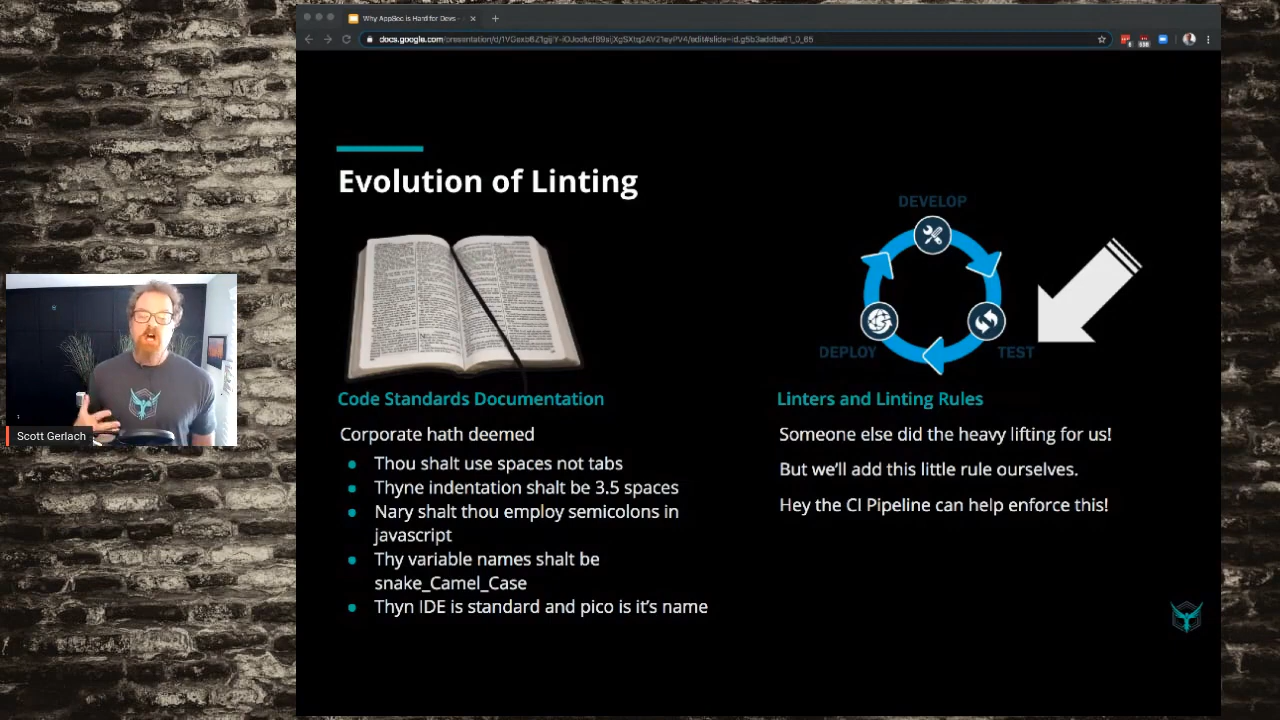 Why AppSec is Hard for Devs -
Evolution of Linting
DEVELOP
DEPLOY
TEST
Code Standards Documentation
Corporate hath deemed
Thou shalt use spaces not tabs
Thyne indentation shalt be 3.5 spaces
Nary shalt thou employ semicolons in
javascript
Thy variable names shalt be
snake_Camel_Case
Thyn IDE is standard and pico is it's name
Linters and Linting Rules
Someone else did the heavy lifting for us!
But we'll add this little rule ourselves.
Hey the CI Pipeline can help enforce this!
Scott Gerlach